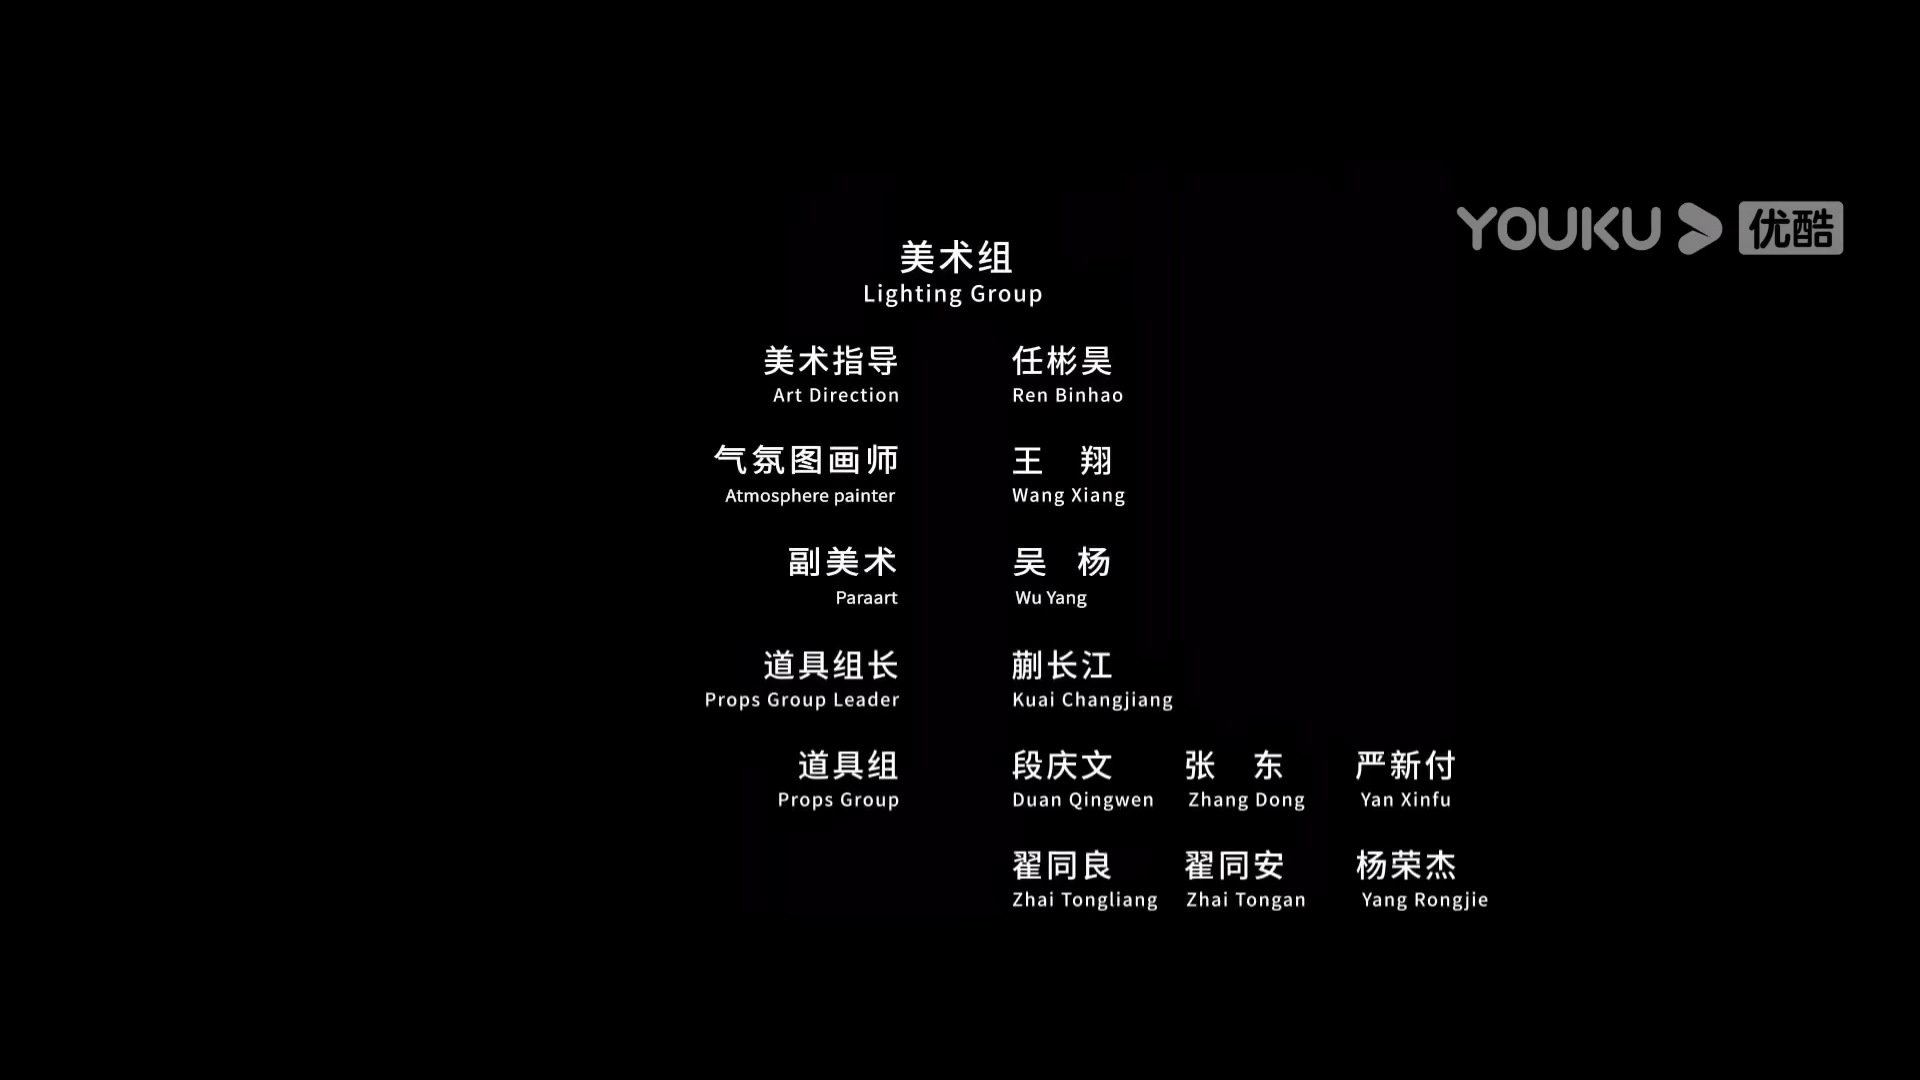 YOUKU 优酷
美术组
Lighting Group
美术指导 任彬昊
Art Direction Ren Binhao
气氛图画师 王 翔
Atmosphere painter Wang Xiang
副美术 吴 杨
Paraart Wu Yang
道具组长 蒯长江
Props Group Leader Kuai Changjiang
道具组 段庆文 张 东 严新付
Props Group Duan Qingwen Zhang Dong Yan Xinfu
翟同良 翟同安 杨荣杰
Zhai Tongliang Zhai Tongan Yang Rongjie